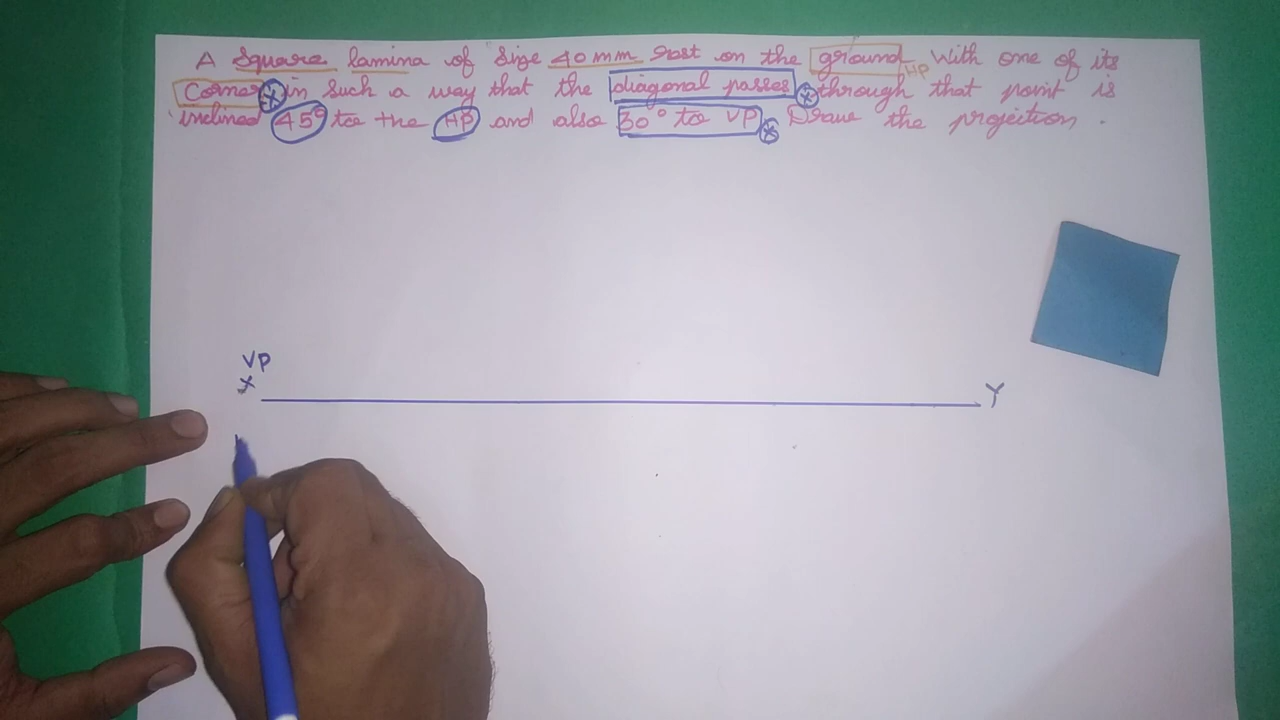 A Square lamina of Size 40 mm rest on the ground HP With one of its
Corner in such a way that the diagonal passes through that point is
inclined 45° to the HP and also 30° to VP Draw the projection .
VP
X Y